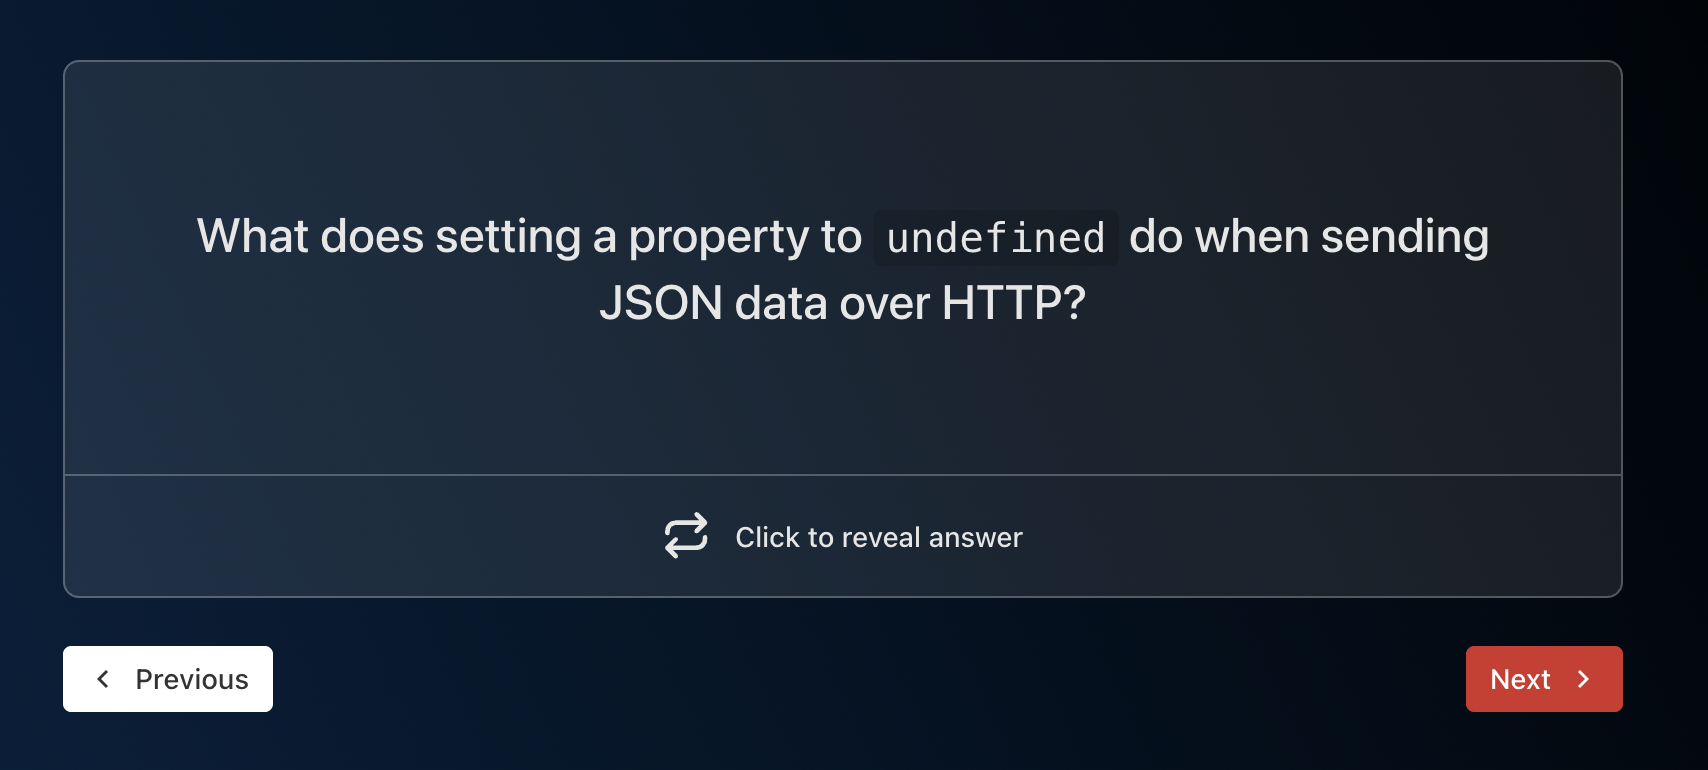 What does setting a property to undefined do when sending
JSON data over HTTP?
Click to reveal answer
Previous
Next